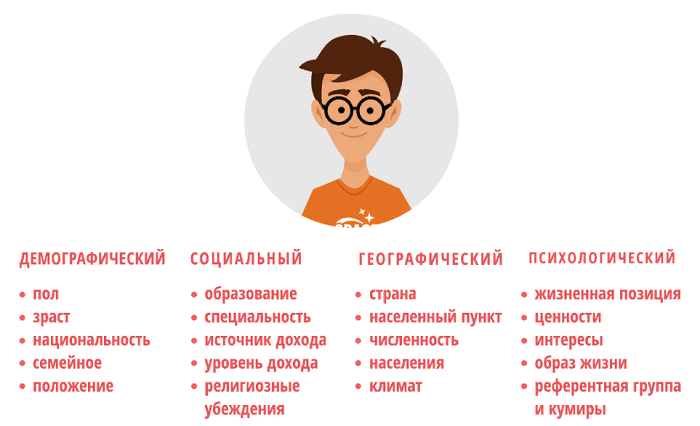 ДЕМОГРАФИЧЕСКИЙ
пол
зраст
национальность
семейное
положение
СОЦИАЛЬНЫЙ
образование
специальность
источник дохода
уровень дохода
религиозные
убеждения
ГЕОГРАФИЧЕСКИЙ
страна
населенный пункт
численность
населения
климат
ПСИХОЛОГИЧЕСКИЙ
жизненная позиция
ценности
интересы
образ жизни
референтная группа
и кумиры